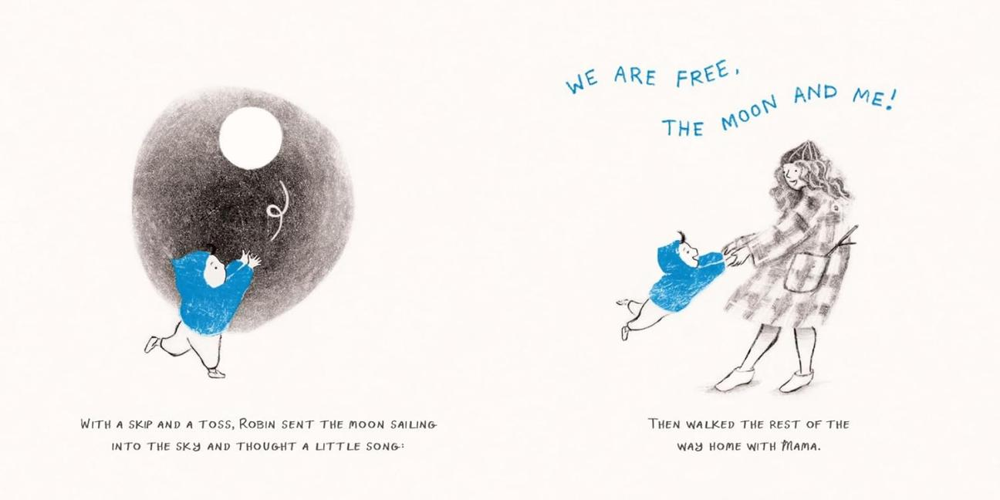 With a skip and a toss, Robin sent the moon sailing
into the sky and thought a little song:
WE ARE FREE,
THE MOON AND ME!
Then walked the rest of the
way home with Mama.